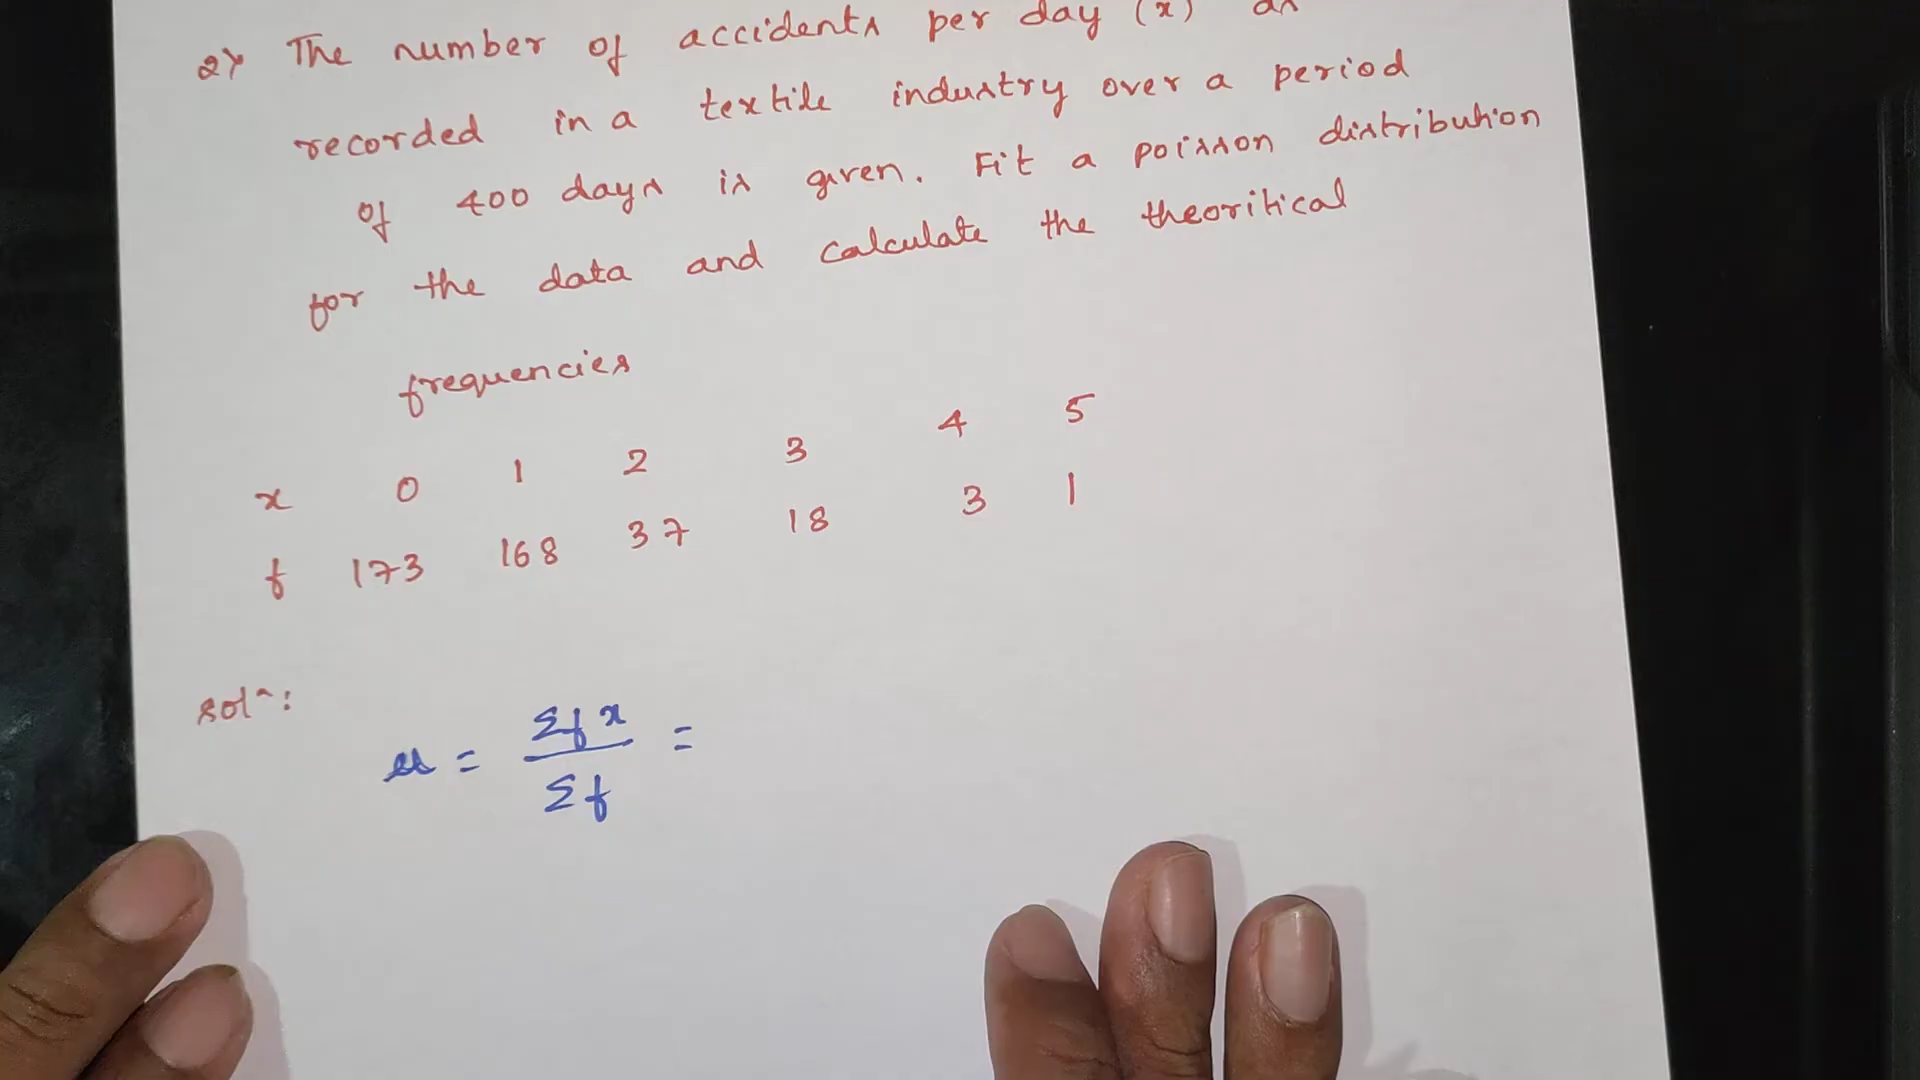 2) The number of accidents per day (x) as
recorded in a textile industry over a period
of 400 days is given. Fit a poisson distribution
for the data and calculate the theoritical
frequencies
x 0 1 2 3 4 5
f 173 168 37 18 3 1
Solⁿ:
μ = Σfx / Σf =